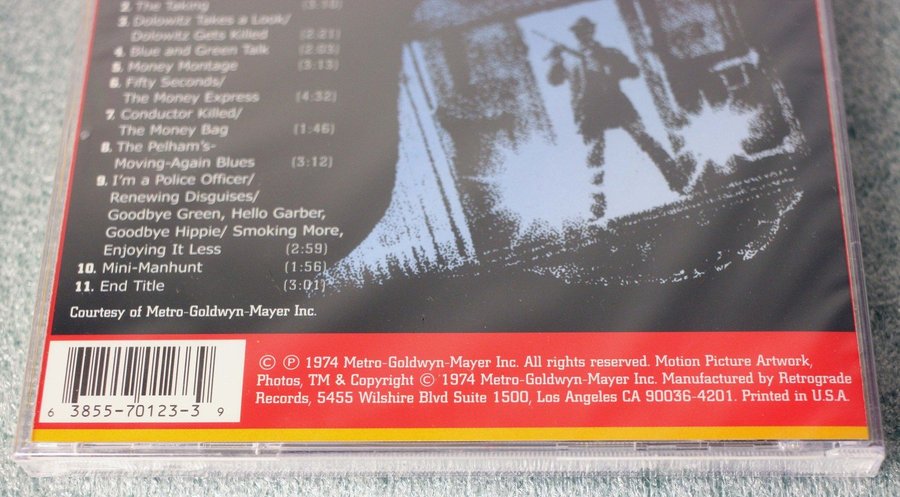 2. The Taking (3:18)
3. Dolowitz Takes a Look/
Dolowitz Gets Killed (2:21)
4. Blue and Green Talk (2:03)
5. Money Montage (3:13)
6. Fifty Seconds/
The Money Express (4:32)
7. Conductor Killed/
The Money Bag (1:46)
8. The Pelham's-
Moving-Again Blues (3:12)
9. I'm a Police Officer/
Renewing Disguises/
Goodbye Green, Hello Garber,
Goodbye Hippie/ Smoking More,
Enjoying It Less (2:59)
10. Mini-Manhunt (1:56)
11. End Title (3:01)
Courtesy of Metro-Goldwyn-Mayer Inc.
© ℗ 1974 Metro-Goldwyn-Mayer Inc. All rights reserved. Motion Picture Artwork,
Photos, TM & Copyright © 1974 Metro-Goldwyn-Mayer Inc. Manufactured by Retrograde
Records, 5455 Wilshire Blvd Suite 1500, Los Angeles CA 90036-4201. Printed in U.S.A.
6 3855-70123-3 9